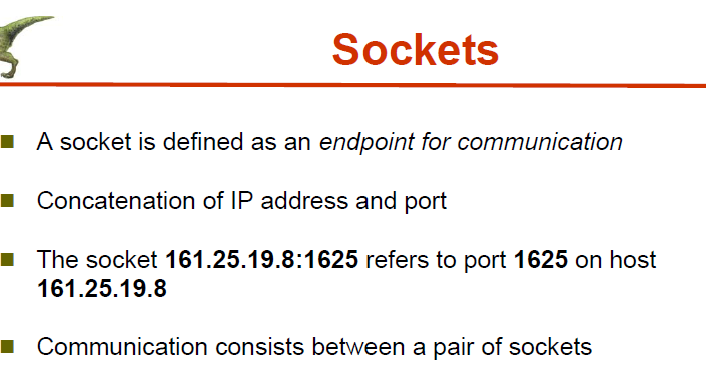 Sockets
A socket is defined as an endpoint for communication
Concatenation of IP address and port
The socket 161.25.19.8:1625 refers to port 1625 on host
161.25.19.8
Communication consists between a pair of sockets